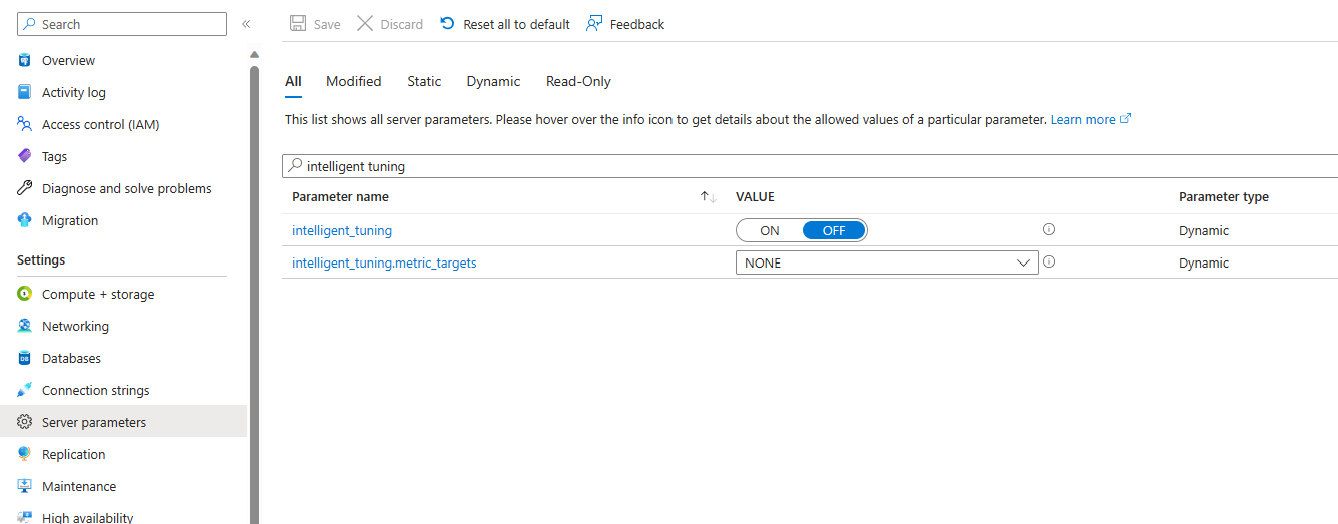 Search
«
Overview
Activity log
Access control (IAM)
Tags
Diagnose and solve problems
Migration
Settings
Compute + storage
Networking
Databases
Connection strings
Server parameters
Replication
Maintenance
High availability
Save Discard Reset all to default Feedback
All Modified Static Dynamic Read-Only
This list shows all server parameters. Please hover over the info icon to get details about the allowed values of a particular parameter. Learn more
intelligent tuning
Parameter name ↑↓ VALUE Parameter type
intelligent_tuning ON OFF Dynamic
intelligent_tuning.metric_targets NONE Dynamic